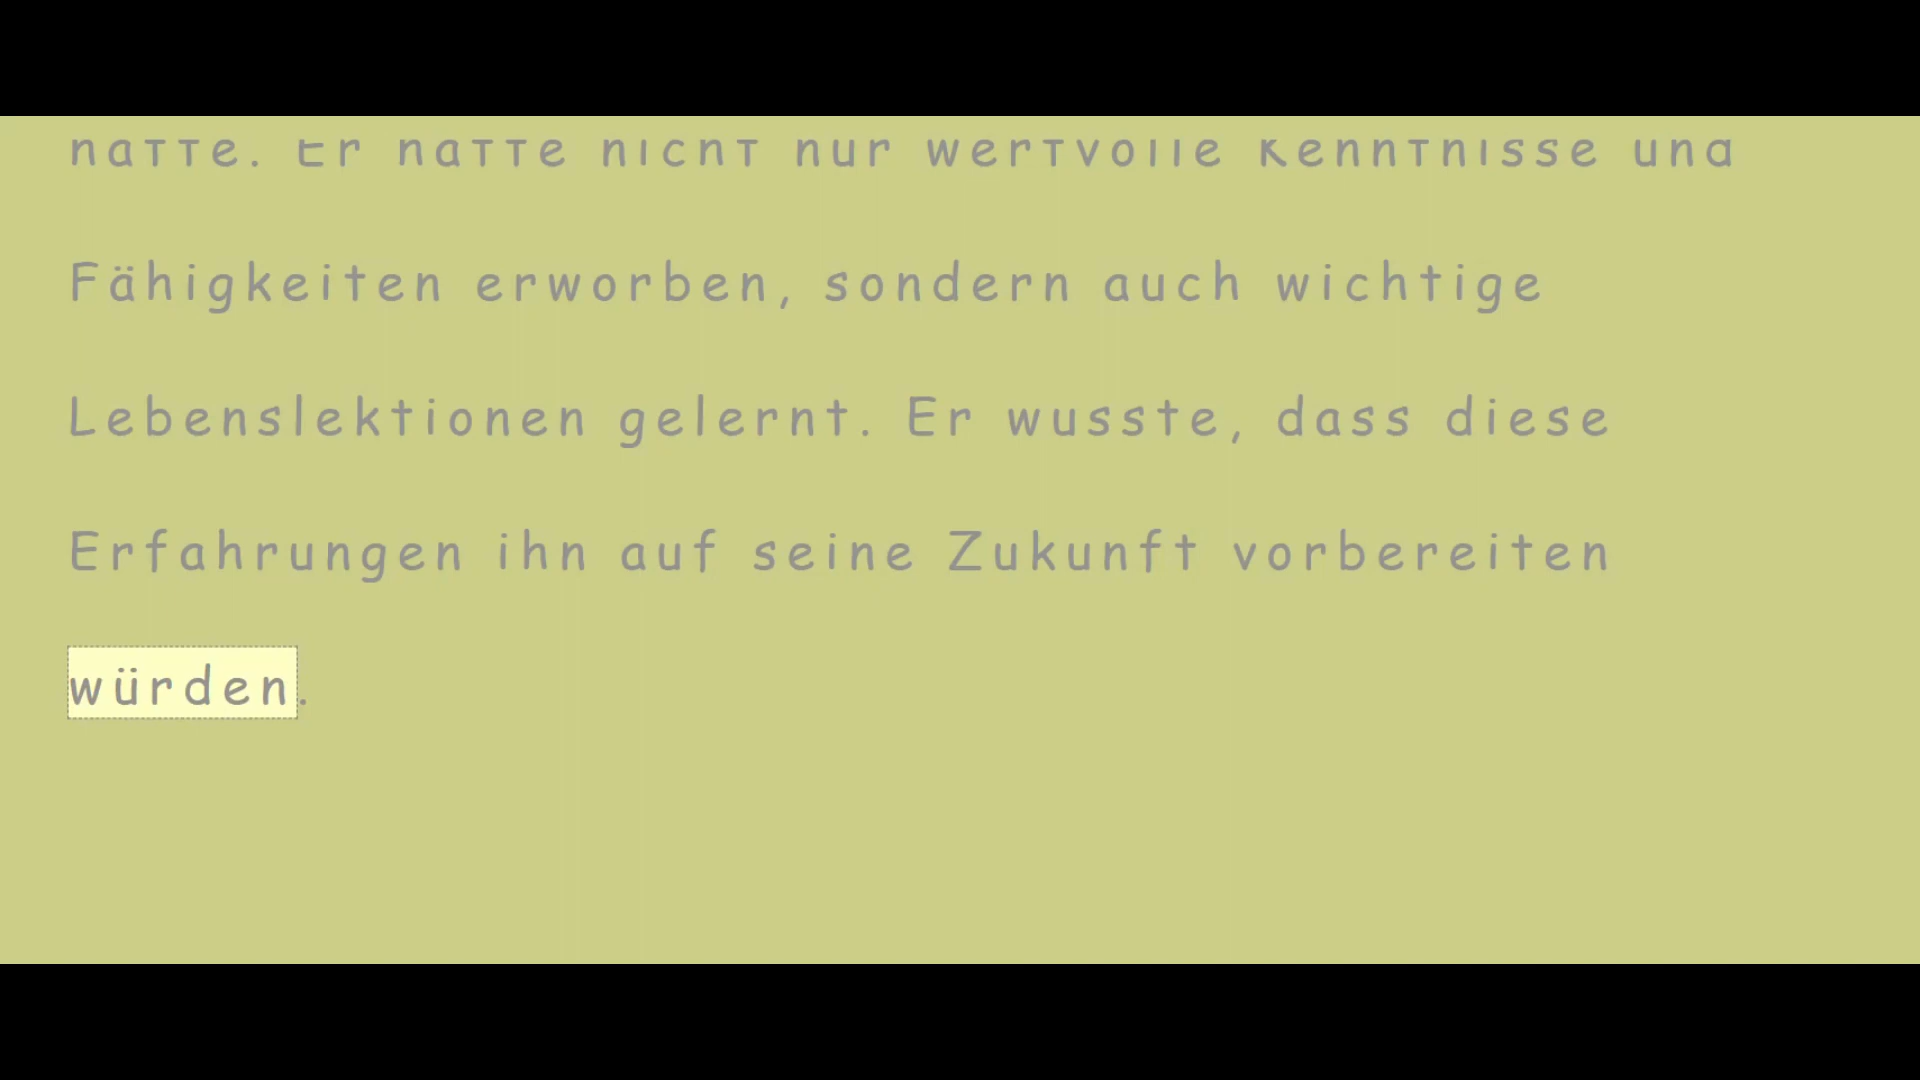 hatte. Er hatte nicht nur wertvolle Kenntnisse und
Fähigkeiten erworben, sondern auch wichtige
Lebenslektionen gelernt. Er wusste, dass diese
Erfahrungen ihn auf seine Zukunft vorbereiten
würden.